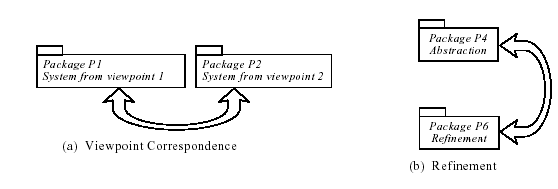 Package P1
System from viewpoint 1
Package P2
System from viewpoint 2
(a) Viewpoint Correspondence
Package P4
Abstraction
Package P6
Refinement
(b) Refinement